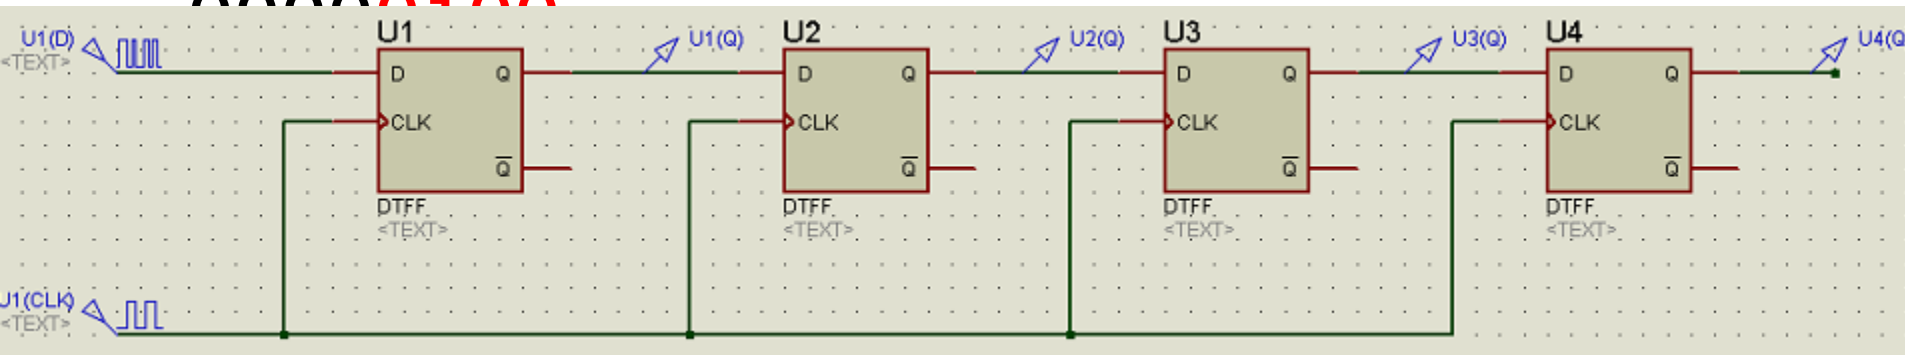 U1 U2 U3 U4
U1(D) U1(Q) U2(Q) U3(Q) U4(Q
<TEXT>
D Q D Q D Q D Q
CLK CLK CLK CLK
Q Q Q Q
DTFF DTFF DTFF DTFF
<TEXT> <TEXT> <TEXT> <TEXT>
U1(CLK)
<TEXT>